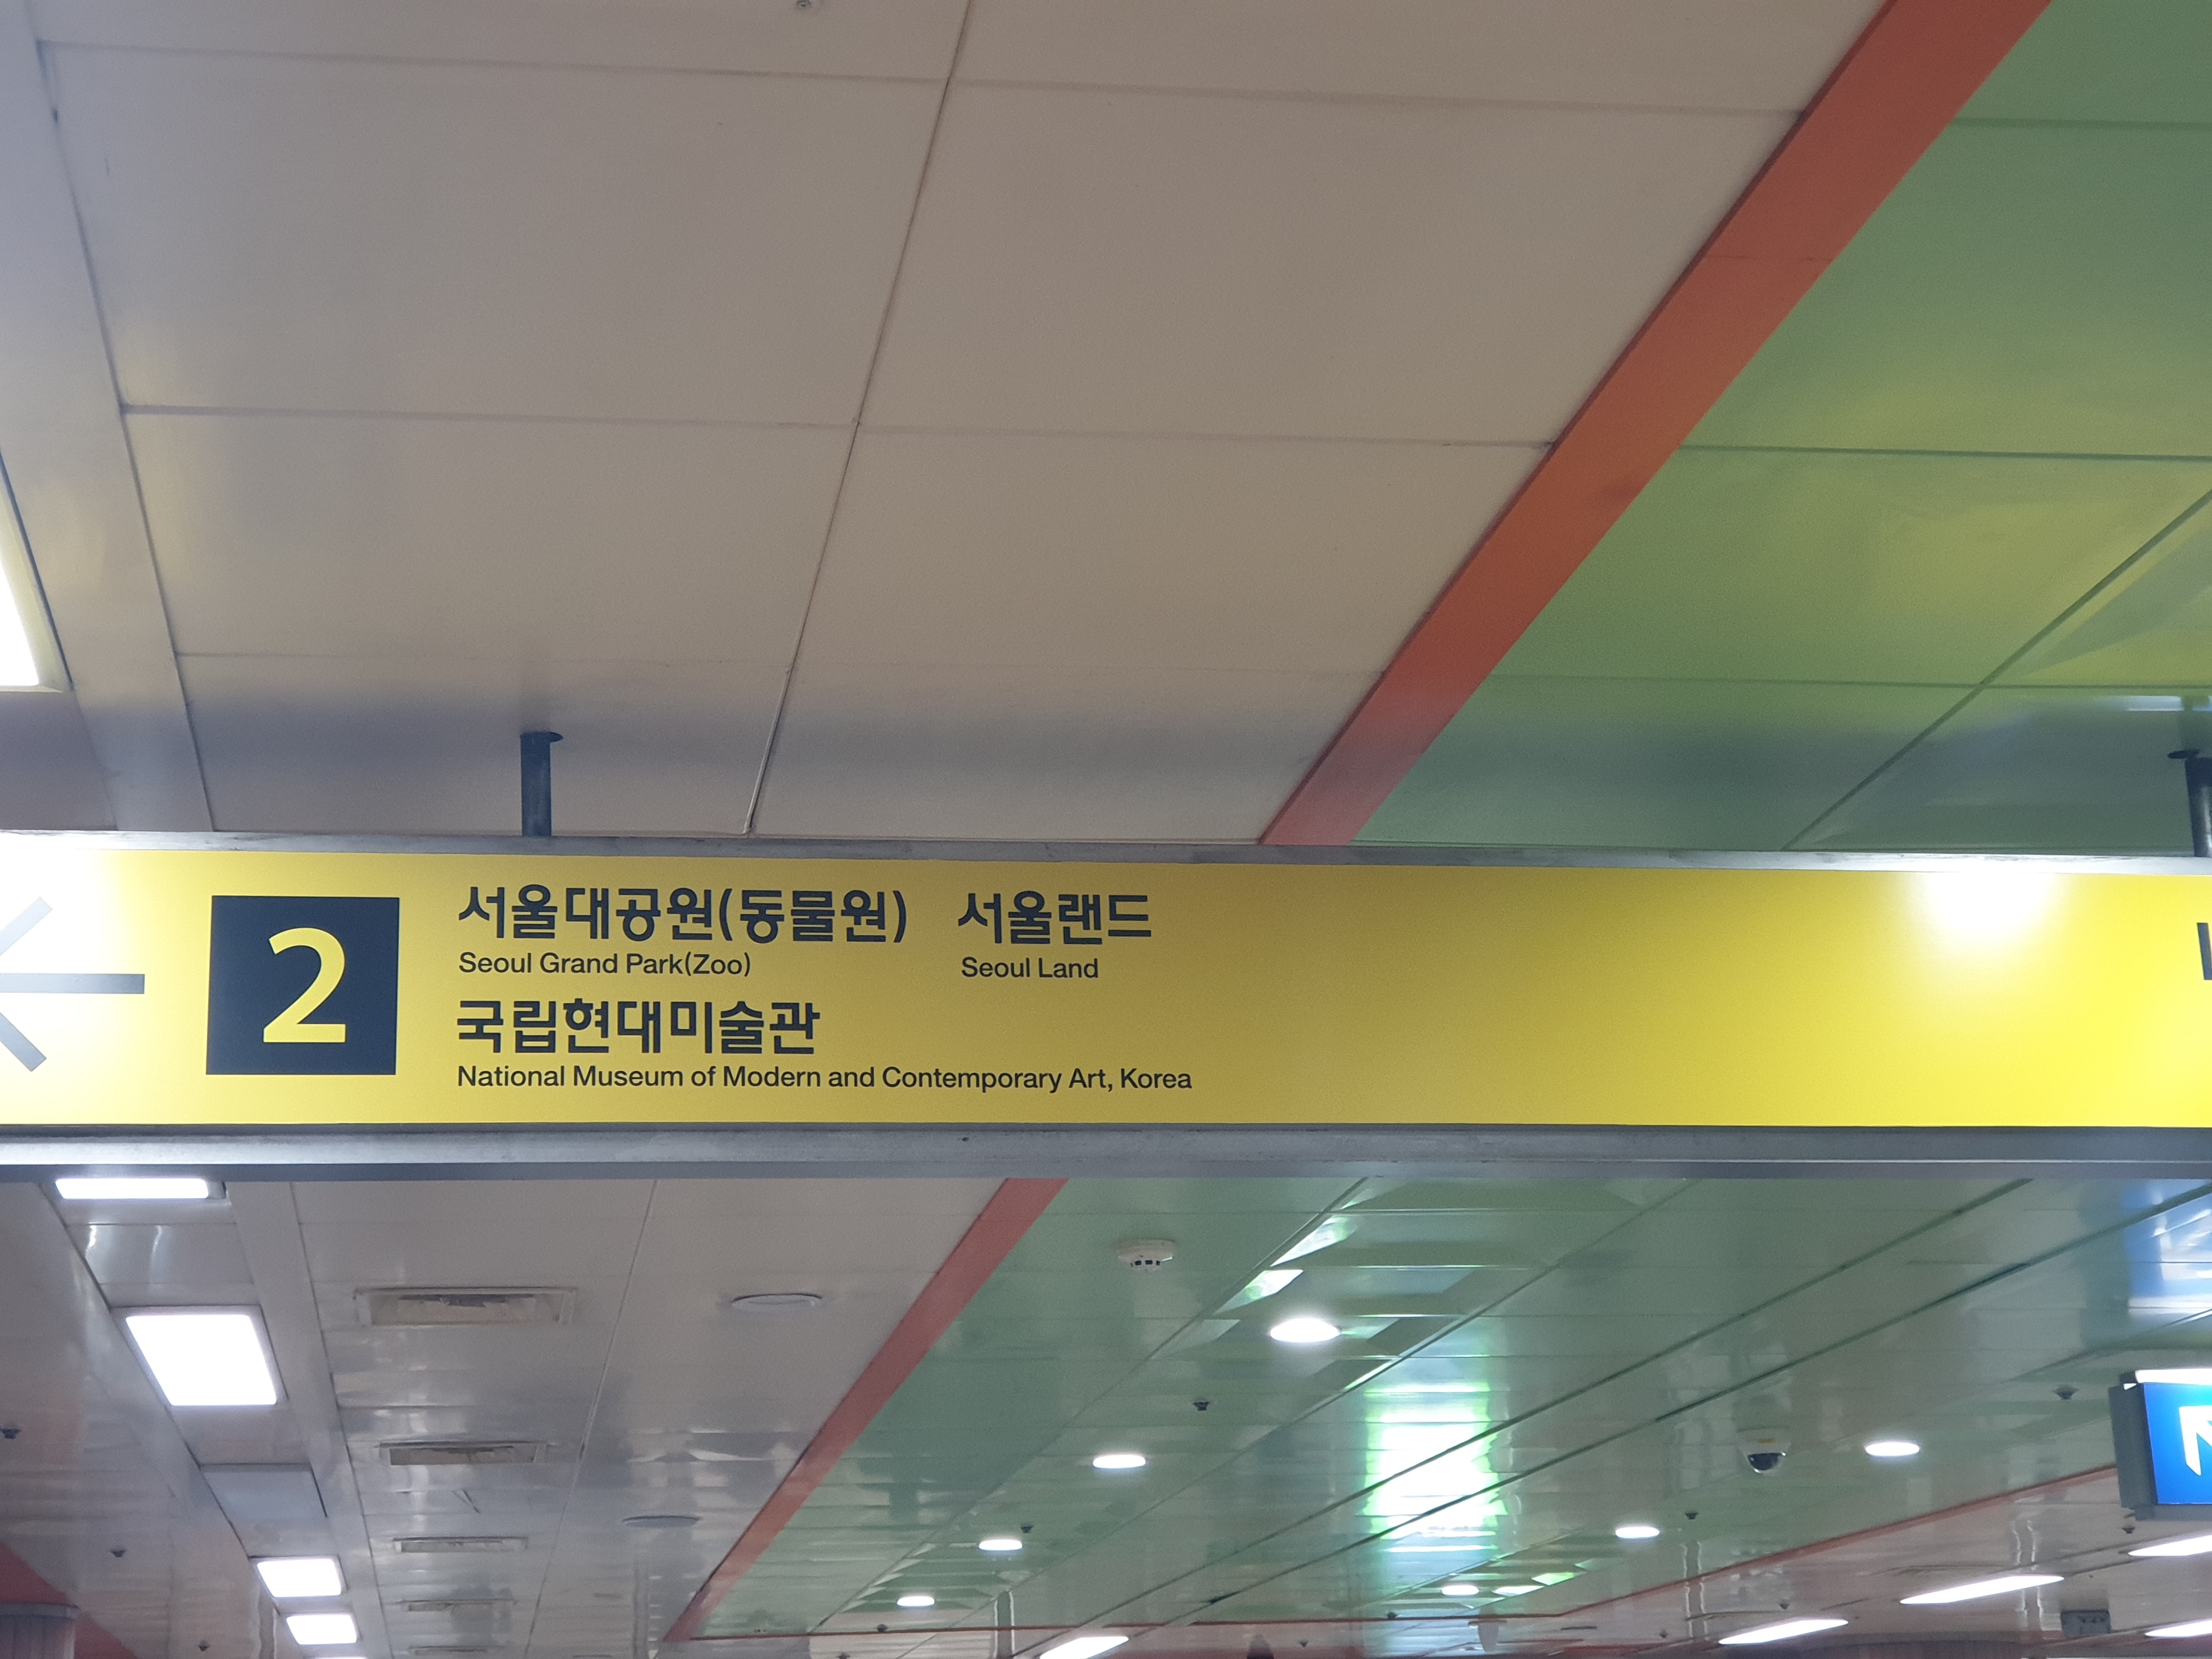 2
서울대공원(동물원) 서울랜드
Seoul Grand Park(Zoo) Seoul Land
국립현대미술관
National Museum of Modern and Contemporary Art, Korea